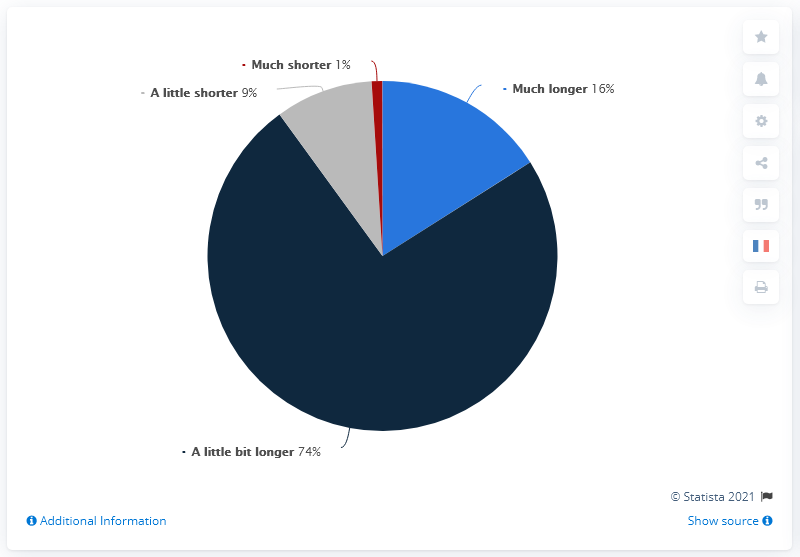 Much shorter 1%
A little shorter 9%
Much longer 16%
A little bit longer 74%
© Statista 2021
Additional Information
Show source